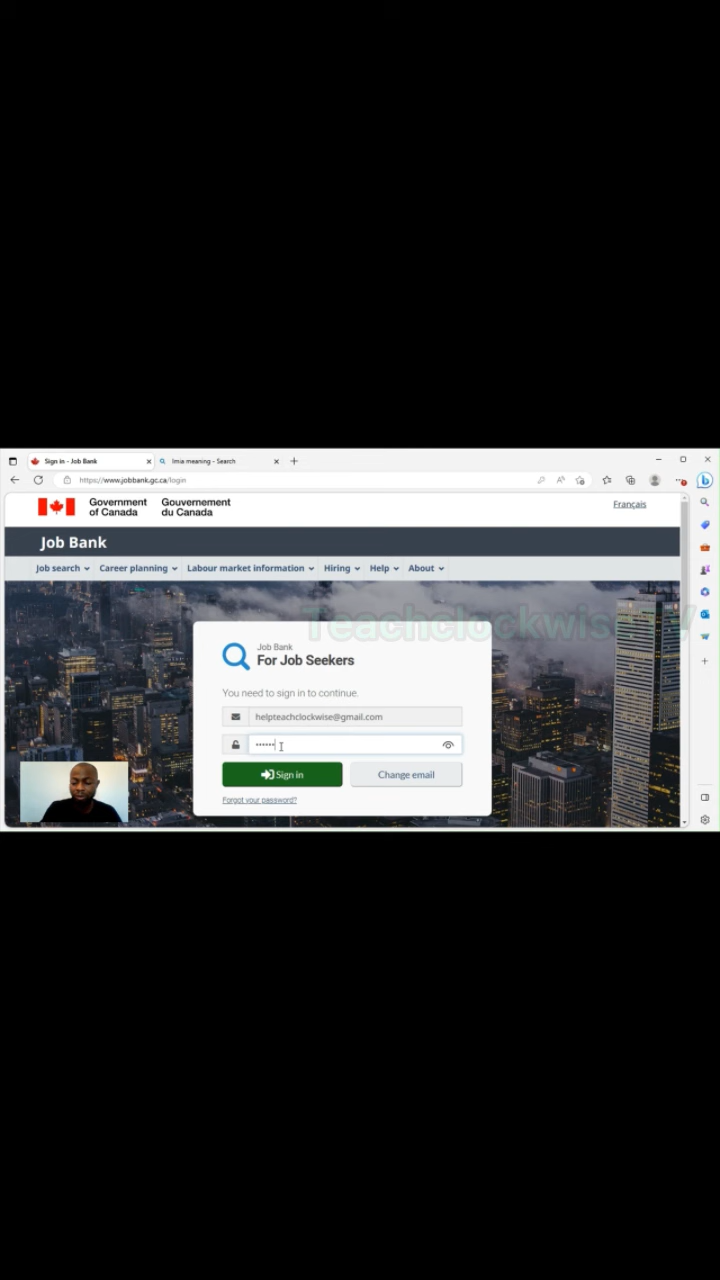 Sign in - Job Bank
lmia meaning - Search
https://www.jobbank.gc.ca/login
Government of Canada
Gouvernement du Canada
Français
Job Bank
Job search
Career planning
Labour market information
Hiring
Help
About
Teachclockwise TV
Job Bank
For Job Seekers
You need to sign in to continue.
helpteachclockwise@gmail.com
Sign in
Change email
Forgot your password?